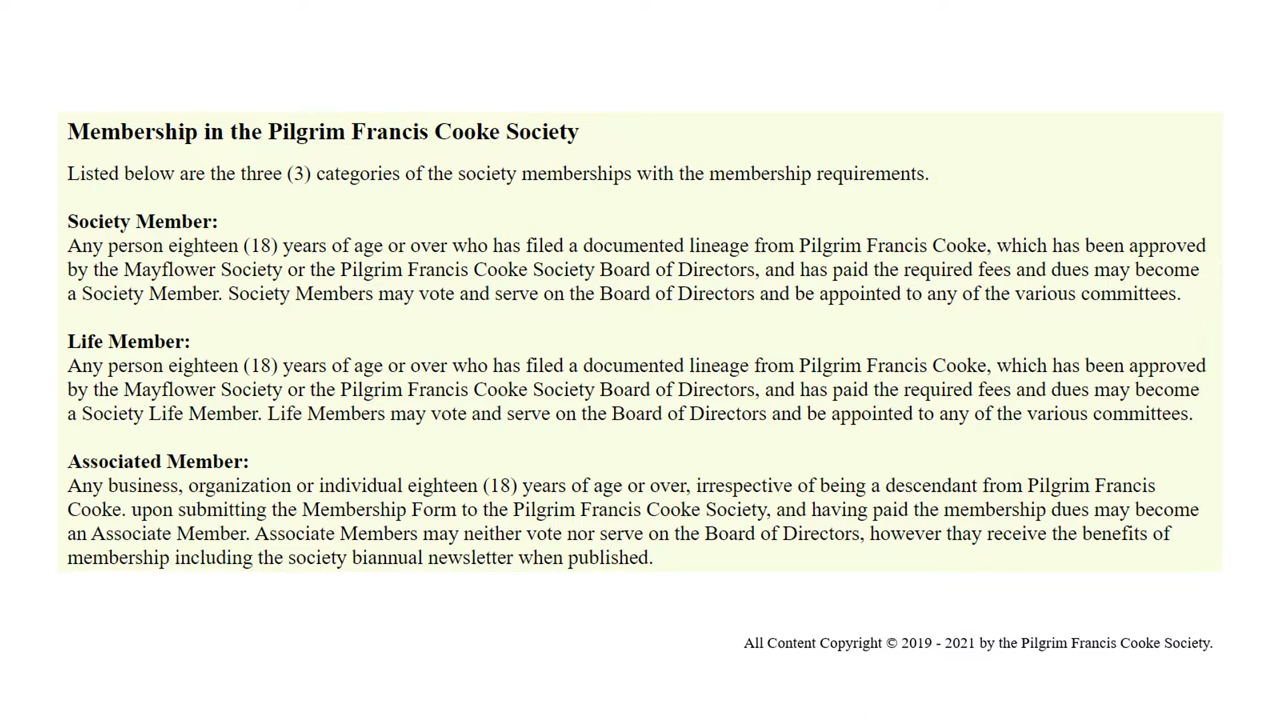 Membership in the Pilgrim Francis Cooke Society
Listed below are the three (3) categories of the society memberships with the membership requirements.
Society Member:
Any person eighteen (18) years of age or over who has filed a documented lineage from Pilgrim Francis Cooke, which has been approved
by the Mayflower Society or the Pilgrim Francis Cooke Society Board of Directors, and has paid the required fees and dues may become
a Society Member. Society Members may vote and serve on the Board of Directors and be appointed to any of the various committees.
Life Member:
Any person eighteen (18) years of age or over who has filed a documented lineage from Pilgrim Francis Cooke, which has been approved
by the Mayflower Society or the Pilgrim Francis Cooke Society Board of Directors, and has paid the required fees and dues may become
a Society Life Member. Life Members may vote and serve on the Board of Directors and be appointed to any of the various committees.
Associated Member:
Any business, organization or individual eighteen (18) years of age or over, irrespective of being a descendant from Pilgrim Francis
Cooke. upon submitting the Membership Form to the Pilgrim Francis Cooke Society, and having paid the membership dues may become
an Associate Member. Associate Members may neither vote nor serve on the Board of Directors, however thay receive the benefits of
membership including the society biannual newsletter when published.
All Content Copyright © 2019 - 2021 by the Pilgrim Francis Cooke Society.